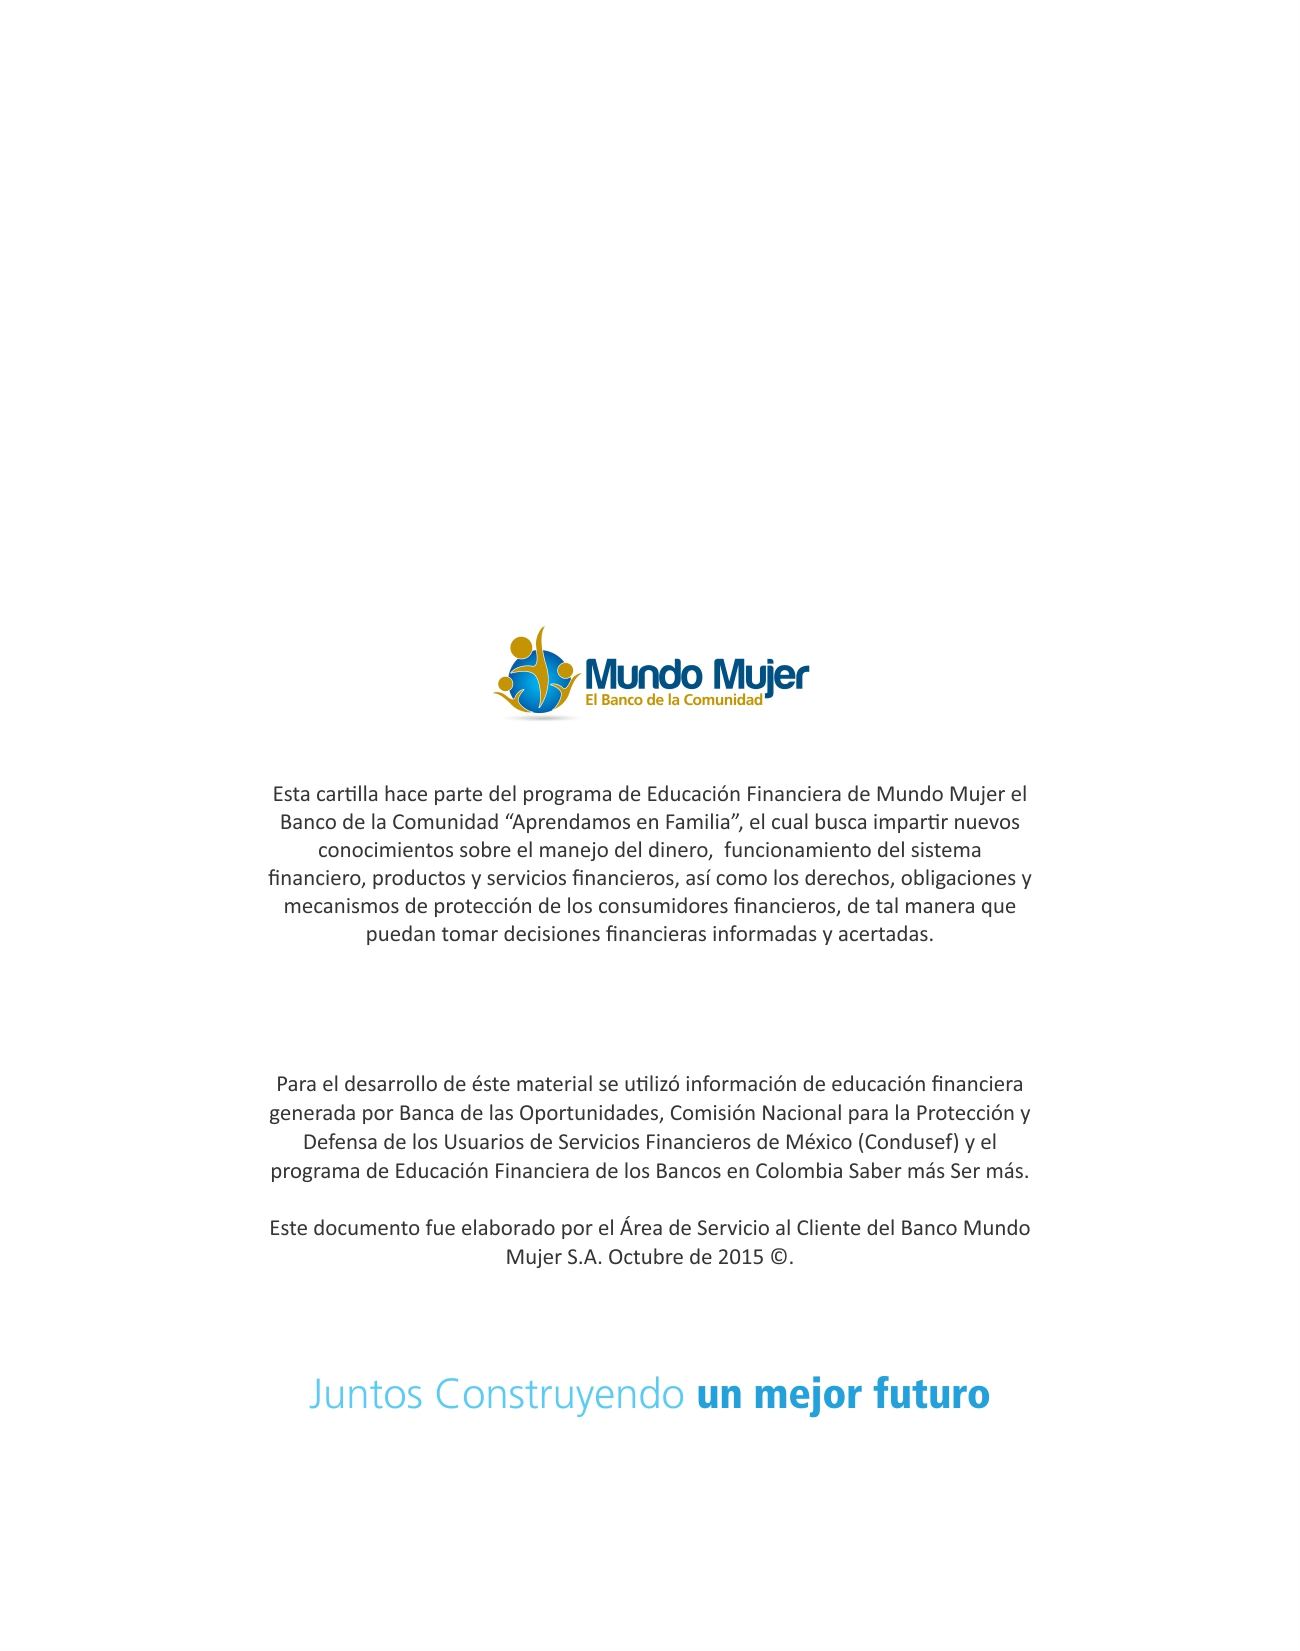 Mundo Mujer
El Banco de la Comunidad
Esta cartilla hace parte del programa de Educación Financiera de Mundo Mujer el
Banco de la Comunidad “Aprendamos en Familia”, el cual busca impartir nuevos
conocimientos sobre el manejo del dinero,  funcionamiento del sistema
financiero, productos y servicios financieros, así como los derechos, obligaciones y
mecanismos de protección de los consumidores financieros, de tal manera que
puedan tomar decisiones financieras informadas y acertadas.
Para el desarrollo de éste material se utilizó información de educación financiera
generada por Banca de las Oportunidades, Comisión Nacional para la Protección y
Defensa de los Usuarios de Servicios Financieros de México (Condusef) y el
programa de Educación Financiera de los Bancos en Colombia Saber más Ser más.
Este documento fue elaborado por el Área de Servicio al Cliente del Banco Mundo
Mujer S.A. Octubre de 2015 ©.
Juntos Construyendo un mejor futuro